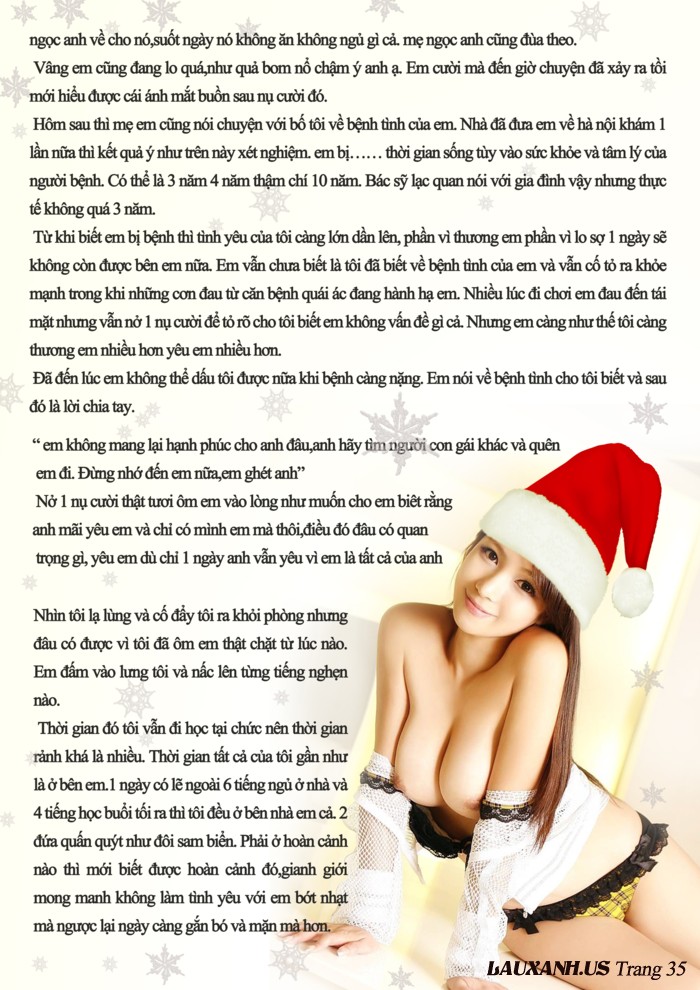 ngọc anh về cho nó,suốt ngày nó không ăn không ngủ gì cả. mẹ ngọc anh cũng đùa theo.
Vâng em cũng đang lo quá,như quả bom nổ chậm ý anh ạ. Em cười mà đến giờ chuyện đã xảy ra tồi
mới hiểu được cái ánh mắt buồn sau nụ cười đó.
Hôm sau thì mẹ em cũng nói chuyện với bố tôi về bệnh tình của em. Nhà đã đưa em về hà nội khám 1
lần nữa thì kết quả ý như trên này xét nghiệm. em bị…… thời gian sống tùy vào sức khỏe và tâm lý của
người bệnh. Có thể là 3 năm 4 năm thậm chí 10 năm. Bác sỹ lạc quan nói với gia đình vậy nhưng thực
tế không quá 3 năm.
Từ khi biết em bị bệnh thì tình yêu của tôi càng lớn dần lên, phần vì thương em phần vì lo sợ 1 ngày sẽ
không còn được bên em nữa. Em vẫn chưa biết là tôi đã biết về bệnh tình của em và vẫn cố tỏ ra khỏe
mạnh trong khi những cơn đau từ căn bệnh quái ác đang hành hạ em. Nhiều lúc đi chơi em đau đến tái
mặt nhưng vẫn nở 1 nụ cười để tỏ rõ cho tôi biết em không vấn đề gì cả. Nhưng em càng như thế tôi càng
thương em nhiều hơn yêu em nhiều hơn.
Đã đến lúc em không thể dấu tôi được nữa khi bệnh càng nặng. Em nói về bệnh tình cho tôi biết và sau
đó là lời chia tay.
“ em không mang lại hạnh phúc cho anh đâu,anh hãy tìm người con gái khác và quên
em đi. Đừng nhớ đến em nữa,em ghét anh”
Nở 1 nụ cười thật tươi ôm em vào lòng như muốn cho em biêt rằng
anh mãi yêu em và chỉ có mình em mà thôi,điều đó đâu có quan
trọng gì, yêu em dù chỉ 1 ngày anh vẫn yêu vì em là tất cả của anh
Nhìn tôi lạ lùng và cố đẩy tôi ra khỏi phòng nhưng
đâu có được vì tôi đã ôm em thật chặt từ lúc nào.
Em đấm vào lưng tôi và nấc lên từng tiếng nghẹn
nào.
Thời gian đó tôi vẫn đi học tại chức nên thời gian
rảnh khá là nhiều. Thời gian tất cả của tôi gần như
là ở bên em.1 ngày có lẽ ngoài 6 tiếng ngủ ở nhà và
4 tiếng học buổi tối ra thì tôi đều ở bên nhà em cả. 2
đứa quấn quýt như đôi sam biển. Phải ở hoàn cảnh
nào thì mới biết được hoàn cảnh đó,gianh giới
mong manh không làm tình yêu với em bớt nhạt
mà ngược lại ngày càng gắn bó và mặn mà hơn.
LAUXANH.US Trang 35